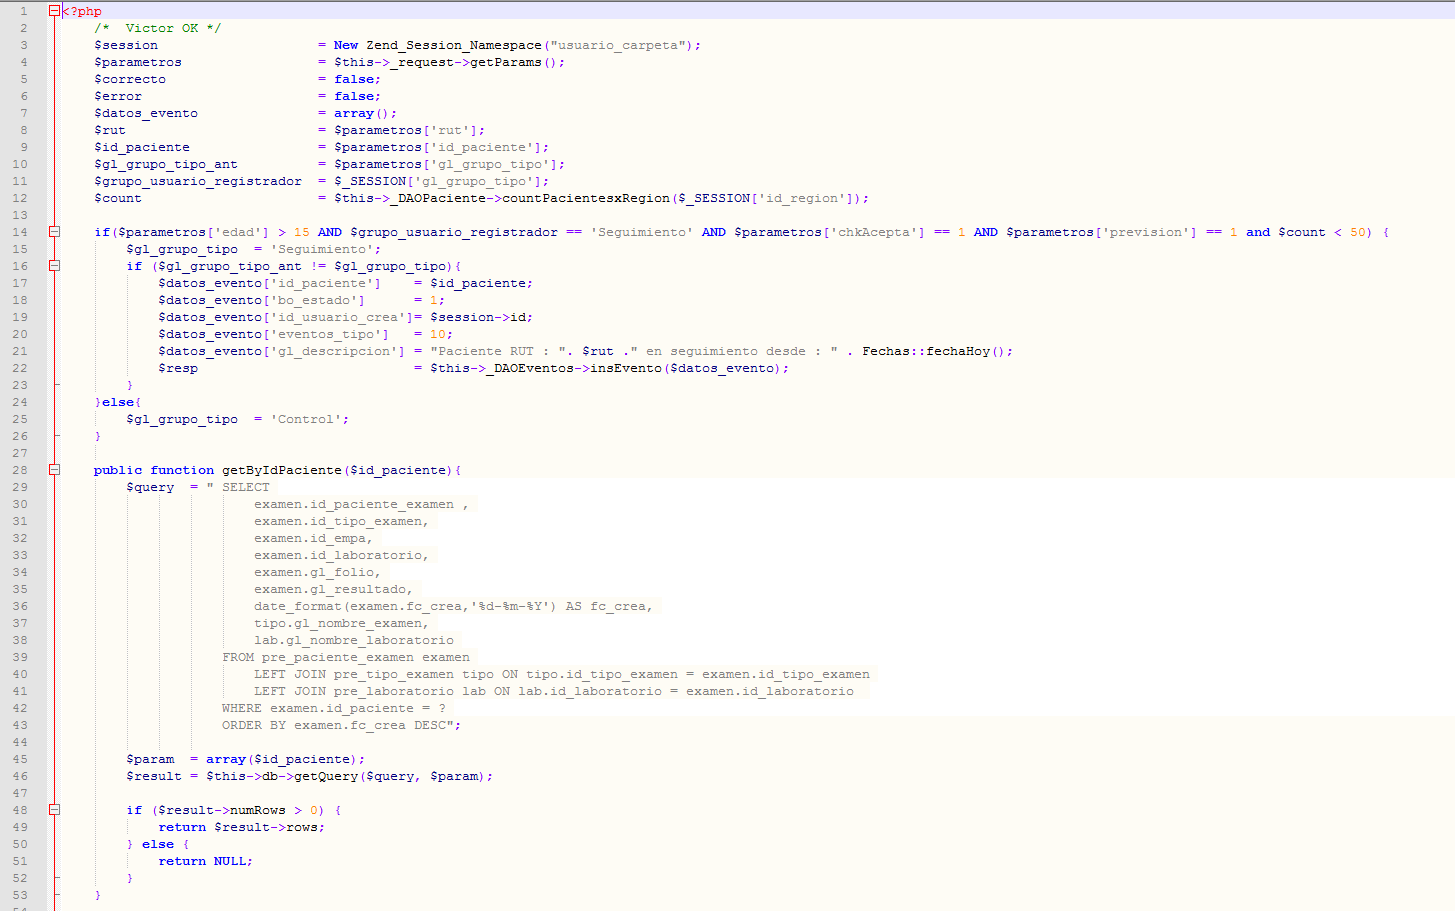 1 <?php
2 /*  Victor OK */
3 $session = New Zend_Session_Namespace("usuario_carpeta");
4 $parametros = $this->_request->getParams();
5 $correcto = false;
6 $error = false;
7 $datos_evento = array();
8 $rut = $parametros['rut'];
9 $id_paciente = $parametros['id_paciente'];
10 $gl_grupo_tipo_ant = $parametros['gl_grupo_tipo'];
11 $grupo_usuario_registrador = $_SESSION['gl_grupo_tipo'];
12 $count = $this->_DAOPaciente->countPacientesxRegion($_SESSION['id_region']);
13
14 if($parametros['edad'] > 15 AND $grupo_usuario_registrador == 'Seguimiento' AND $parametros['chkAcepta'] == 1 AND $parametros['prevision'] == 1 and $count < 50) {
15 $gl_grupo_tipo = 'Seguimiento';
16 if ($gl_grupo_tipo_ant != $gl_grupo_tipo){
17 $datos_evento['id_paciente'] = $id_paciente;
18 $datos_evento['bo_estado'] = 1;
19 $datos_evento['id_usuario_crea']= $session->id;
20 $datos_evento['eventos_tipo'] = 10;
21 $datos_evento['gl_descripcion'] = "Paciente RUT : ". $rut ." en seguimiento desde : " . Fechas::fechaHoy();
22 $resp = $this->_DAOEventos->insEvento($datos_evento);
23 }
24 }else{
25 $gl_grupo_tipo = 'Control';
26 }
27
28 public function getByIdPaciente($id_paciente){
29 $query = " SELECT
30 examen.id_paciente_examen ,
31 examen.id_tipo_examen,
32 examen.id_empa,
33 examen.id_laboratorio,
34 examen.gl_folio,
35 examen.gl_resultado,
36 date_format(examen.fc_crea,'%d-%m-%Y') AS fc_crea,
37 tipo.gl_nombre_examen,
38 lab.gl_nombre_laboratorio
39 FROM pre_paciente_examen examen
40 LEFT JOIN pre_tipo_examen tipo ON tipo.id_tipo_examen = examen.id_tipo_examen
41 LEFT JOIN pre_laboratorio lab ON lab.id_laboratorio = examen.id_laboratorio
42 WHERE examen.id_paciente = ?
43 ORDER BY examen.fc_crea DESC";
44
45 $param = array($id_paciente);
46 $result = $this->db->getQuery($query, $param);
47
48 if ($result->numRows > 0) {
49 return $result->rows;
50 } else {
51 return NULL;
52 }
53 }